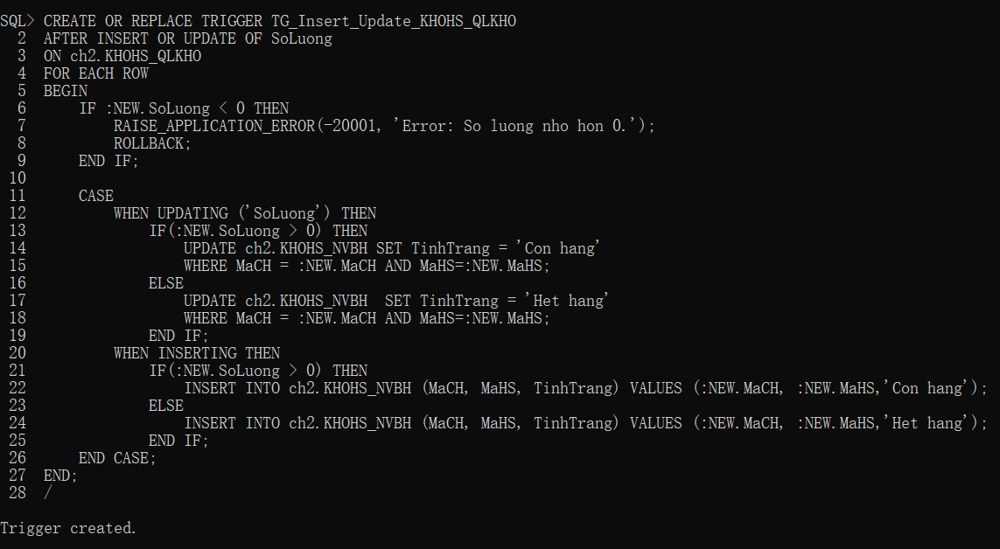 SQL> CREATE OR REPLACE TRIGGER TG_Insert_Update_KHOHS_QLKHO
  2  AFTER INSERT OR UPDATE OF SoLuong
  3  ON ch2.KHOHS_QLKHO
  4  FOR EACH ROW
  5  BEGIN
  6      IF :NEW.SoLuong < 0 THEN
  7          RAISE_APPLICATION_ERROR(-20001, 'Error: So luong nho hon 0.');
  8          ROLLBACK;
  9      END IF;
 10
 11      CASE
 12          WHEN UPDATING ('SoLuong') THEN
 13              IF(:NEW.SoLuong > 0) THEN
 14                  UPDATE ch2.KHOHS_NVBH SET TinhTrang = 'Con hang'
 15                  WHERE MaCH = :NEW.MaCH AND MaHS=:NEW.MaHS;
 16              ELSE
 17                  UPDATE ch2.KHOHS_NVBH  SET TinhTrang = 'Het hang'
 18                  WHERE MaCH = :NEW.MaCH AND MaHS=:NEW.MaHS;
 19              END IF;
 20          WHEN INSERTING THEN
 21              IF(:NEW.SoLuong > 0) THEN
 22                  INSERT INTO ch2.KHOHS_NVBH (MaCH, MaHS, TinhTrang) VALUES (:NEW.MaCH, :NEW.MaHS,'Con hang');
 23              ELSE
 24                  INSERT INTO ch2.KHOHS_NVBH (MaCH, MaHS, TinhTrang) VALUES (:NEW.MaCH, :NEW.MaHS,'Het hang');
 25              END IF;
 26      END CASE;
 27  END;
 28  /
Trigger created.